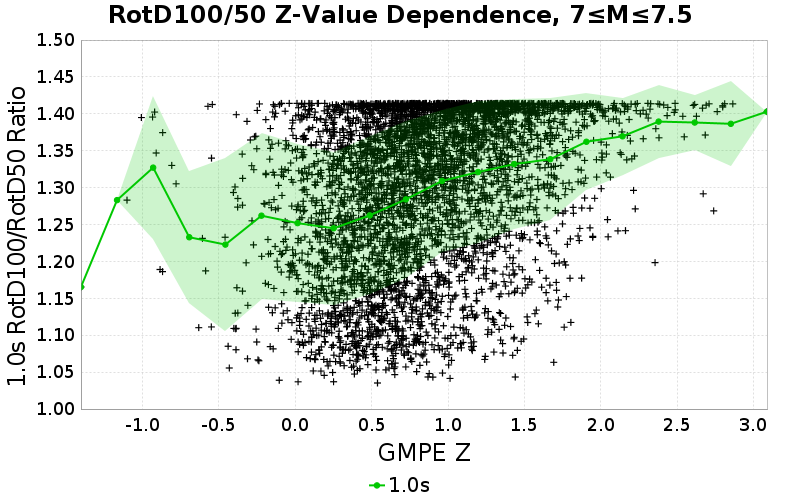 RotD100/50 Z-Value Dependence, 7≤M≤7.5
1.0s RotD100/RotD50 Ratio
1.50
1.45
1.40
1.35
1.30
1.25
1.20
1.15
1.10
1.05
1.00
-1.0 -0.5 0.0 0.5 1.0 1.5 2.0 2.5 3.0
GMPE Z
1.0s